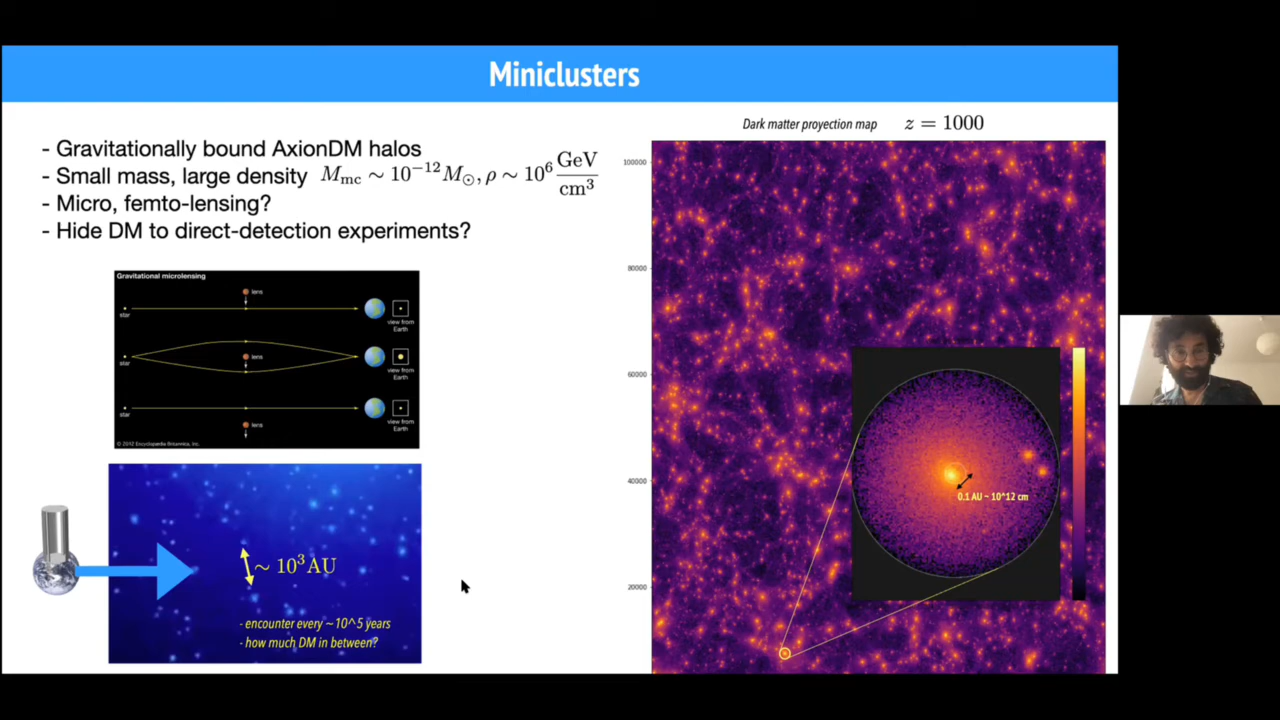 Miniclusters
- Gravitationally bound AxionDM halos
- Small mass, large density M_mc ∼ 10^−12 M_⊙, ρ ∼ 10^6 GeV/cm^3
- Micro, femto-lensing?
- Hide DM to direct-detection experiments?
Gravitational microlensing
lens
star
view from
Earth
lens
star
view from
Earth
star
lens
view from
Earth
© 2012 Encyclopædia Britannica, Inc.
∼ 10^3 AU
- encounter every ~10^5 years
- how much DM in between?
Dark matter proyection map z = 1000
100000
80000
60000
40000
20000
0.1 AU ~ 10^12 cm